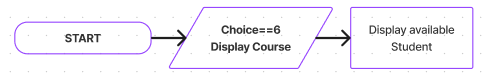 START
Choice==6
Display Course
Display available
Student